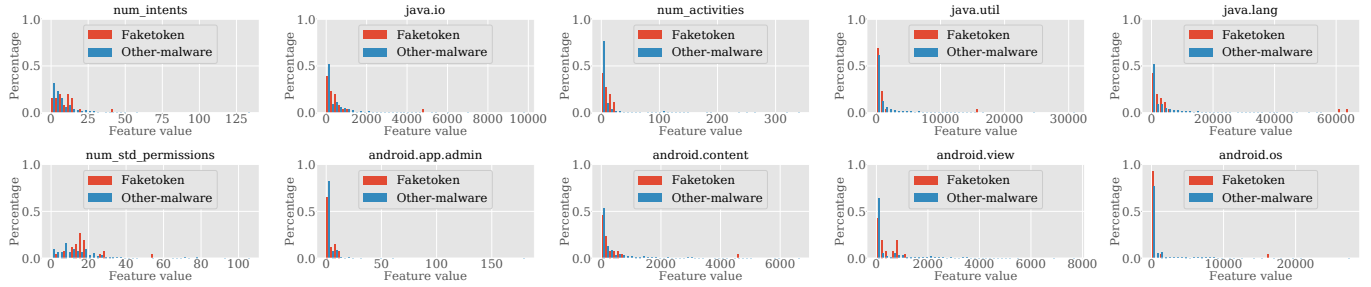 num_intents
1.0
0.5
0.0
Percentage
Faketoken
Other-malware
0 25 50 75 100 125
Feature value
java.io
1.0
0.5
0.0
Percentage
Faketoken
Other-malware
0 2000 4000 6000 8000 10000
Feature value
num_activities
1.0
0.5
0.0
Percentage
Faketoken
Other-malware
0 100 200 300
Feature value
java.util
1.0
0.5
0.0
Percentage
Faketoken
Other-malware
0 10000 20000 30000
Feature value
java.lang
1.0
0.5
0.0
Percentage
Faketoken
Other-malware
0 20000 40000 60000
Feature value
num_std_permissions
1.0
0.5
0.0
Percentage
Faketoken
Other-malware
0 20 40 60 80 100
Feature value
android.app.admin
1.0
0.5
0.0
Percentage
Faketoken
Other-malware
0 50 100 150
Feature value
android.content
1.0
0.5
0.0
Percentage
Faketoken
Other-malware
0 2000 4000 6000
Feature value
android.view
1.0
0.5
0.0
Percentage
Faketoken
Other-malware
0 2000 4000 6000 8000
Feature value
android.os
1.0
0.5
0.0
Percentage
Faketoken
Other-malware
0 10000 20000
Feature value